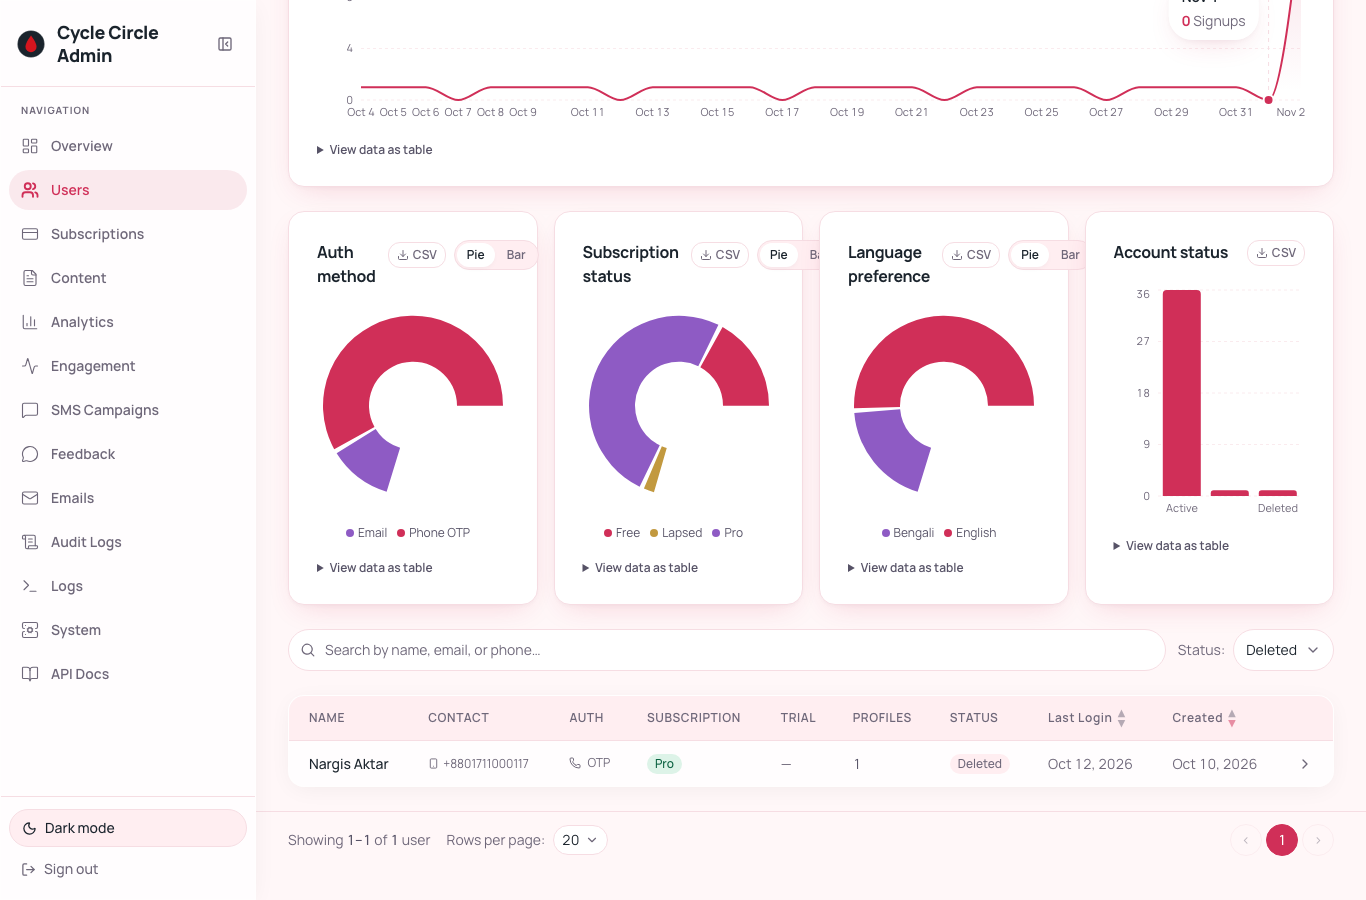 Cycle Circle
Admin
NAVIGATION
Overview
Users
Subscriptions
Content
Analytics
Engagement
SMS Campaigns
Feedback
Emails
Audit Logs
Logs
System
API Docs
Dark mode
Sign out
0 Signups
4
0
Oct 4 Oct 5 Oct 6 Oct 7 Oct 8 Oct 9 Oct 11 Oct 13 Oct 15 Oct 17 Oct 19 Oct 21 Oct 23 Oct 25 Oct 27 Oct 29 Oct 31 Nov 2
View data as table
Auth
method
CSV
Pie Bar
Email Phone OTP
View data as table
Subscription
status
CSV
Pie
Free Lapsed Pro
View data as table
Language
preference
CSV
Pie Bar
Bengali English
View data as table
Account status
CSV
36
27
18
9
0
Active Deleted
View data as table
Search by name, email, or phone...
Status: Deleted
NAME CONTACT AUTH SUBSCRIPTION TRIAL PROFILES STATUS Last Login Created
Nargis Aktar +8801711000117 OTP Pro — 1 Deleted Oct 12, 2026 Oct 10, 2026
Showing 1–1 of 1 user Rows per page: 20
1